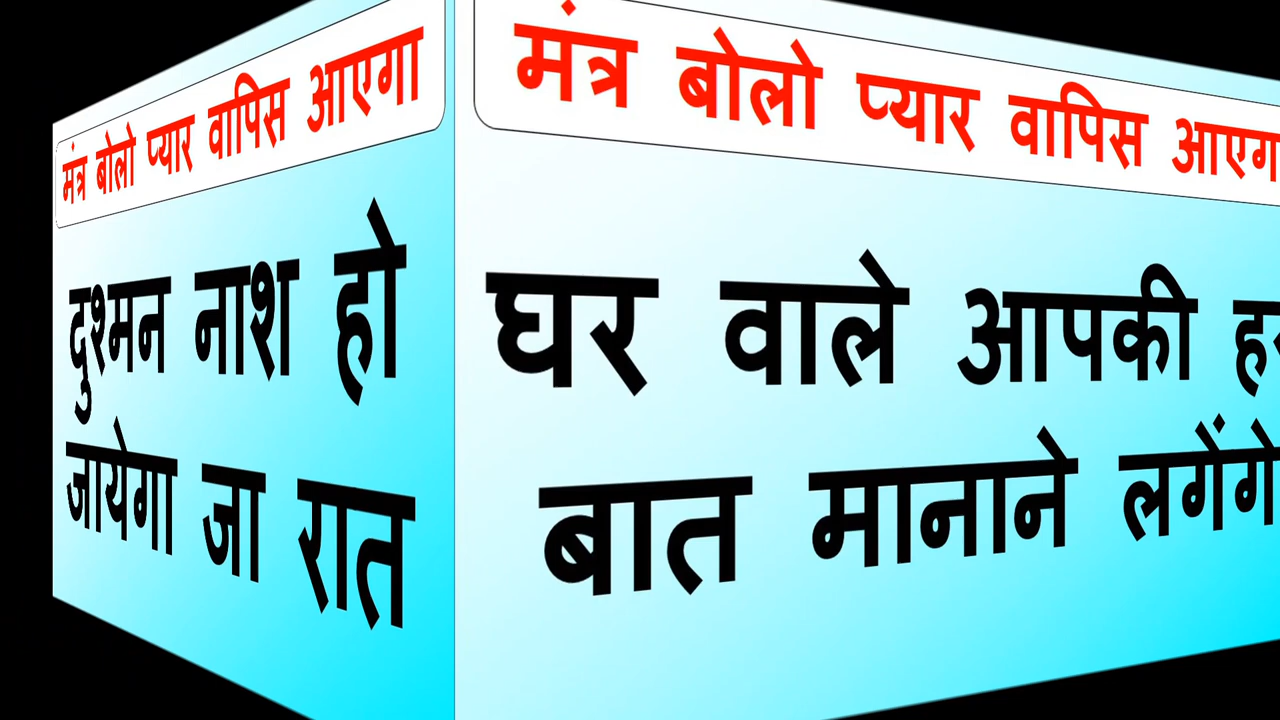 मंत्र बोलो प्यार वापिस आएगा
दुश्मन नाश हो
जायेगा जा रात
मंत्र बोलो प्यार वापिस आएगा
घर वाले आपकी
बात मानाने लगेंगे